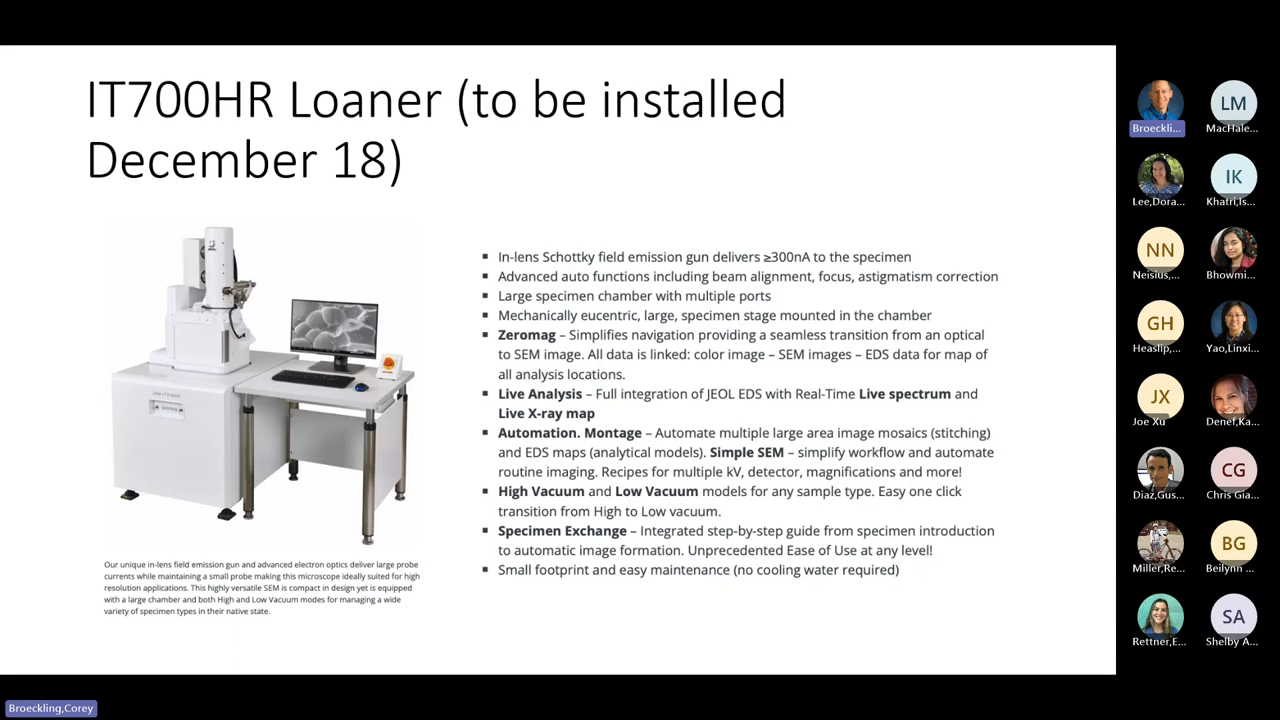 IT700HR Loaner (to be installed
December 18)
In-lens Schottky field emission gun delivers ≥300nA to the specimen
Advanced auto functions including beam alignment, focus, astigmatism correction
Large specimen chamber with multiple ports
Mechanically eucentric, large, specimen stage mounted in the chamber
Zeromag – Simplifies navigation providing a seamless transition from an optical
to SEM image. All data is linked: color image – SEM images – EDS data for map of
all analysis locations.
Live Analysis – Full integration of JEOL EDS with Real-Time Live spectrum and
Live X-ray map
Automation. Montage – Automate multiple large area image mosaics (stitching)
and EDS maps (analytical models). Simple SEM – simplify workflow and automate
routine imaging. Recipes for multiple kV, detector, magnifications and more!
High Vacuum and Low Vacuum models for any sample type. Easy one click
transition from High to Low vacuum.
Specimen Exchange – Integrated step-by-step guide from specimen introduction
to automatic image formation. Unprecedented Ease of Use at any level!
Small footprint and easy maintenance (no cooling water required)
Our unique in-lens field emission gun and advanced electron optics deliver large probe
currents while maintaining a small probe making this microscope ideally suited for high
resolution applications. This highly versatile SEM is compact in design yet is equipped
with a large chamber and both High and Low Vacuum modes for managing a wide
variety of specimen types in their native state.
LM
Broeckli...
MacHale...
IK
Lee,Dora...
Khatri,Is...
NN
Neisius,...
Bhowmi...
GH
Heaslip,...
Yao,Linxi...
JX
Joe Xu
Denef,Ka...
CG
Diaz,Gus...
Chris Gia...
BG
Miller,Re...
Beilynn ...
SA
Rettner,E...
Shelby A...
Broeckling,Corey